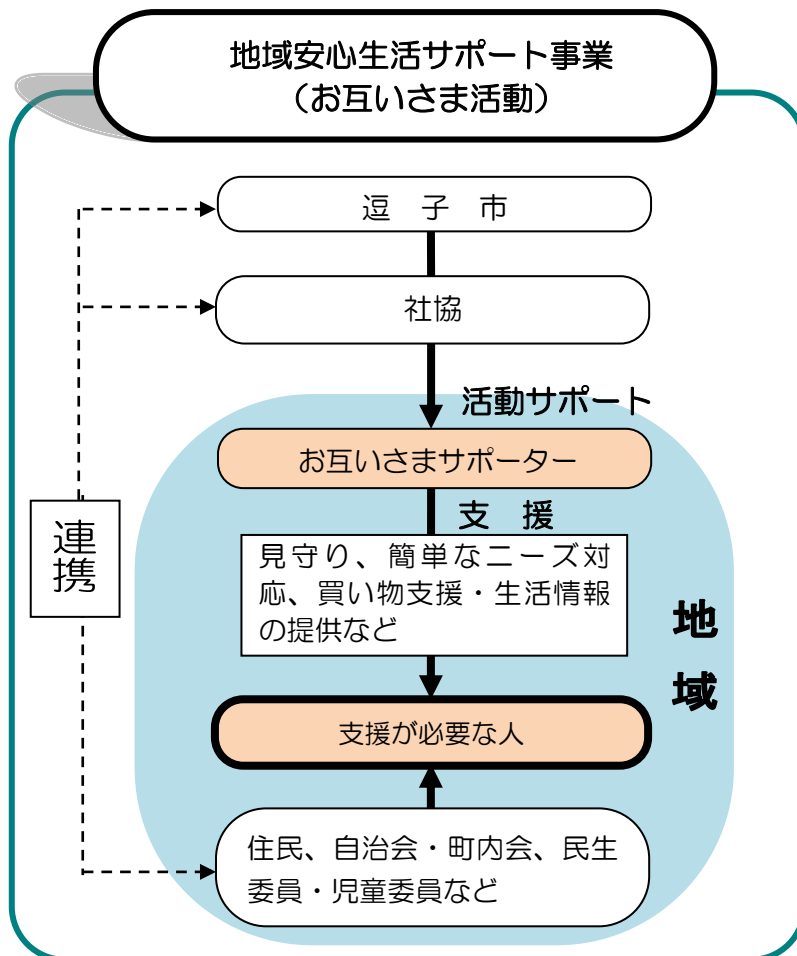 地域安心生活サポート事業
（お互いさま活動）
逗　子　市
社協
活動サポート
お互いさまサポーター
支　援
見守り、簡単なニーズ対
応、買い物支援・生活情報
の提供など
連携
地域
支援が必要な人
住民、自治会・町内会、民生
委員・児童委員など